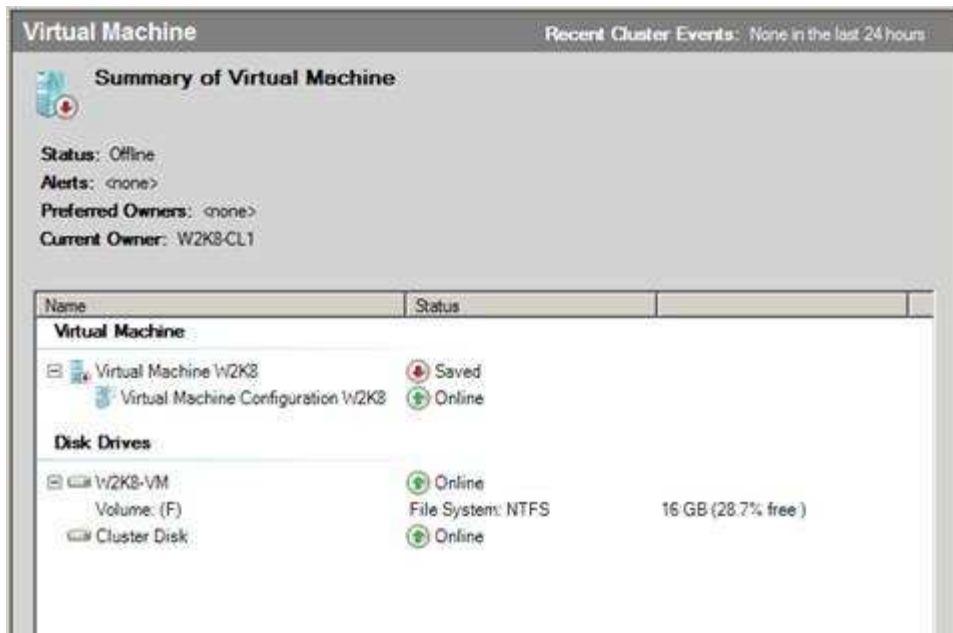 Virtual Machine Recent Cluster Events: None in the last 24 hours
Summary of Virtual Machine
Status: Offline
Alerts: <none>
Preferred Owners: <none>
Current Owner: W2K8-CL1
Name Status
Virtual Machine
Virtual Machine W2K8 Saved
Virtual Machine Configuration W2K8 Online
Disk Drives
W2K8-VM Online
Volume: (F) File System: NTFS 16 GB (28.7% free )
Cluster Disk Online